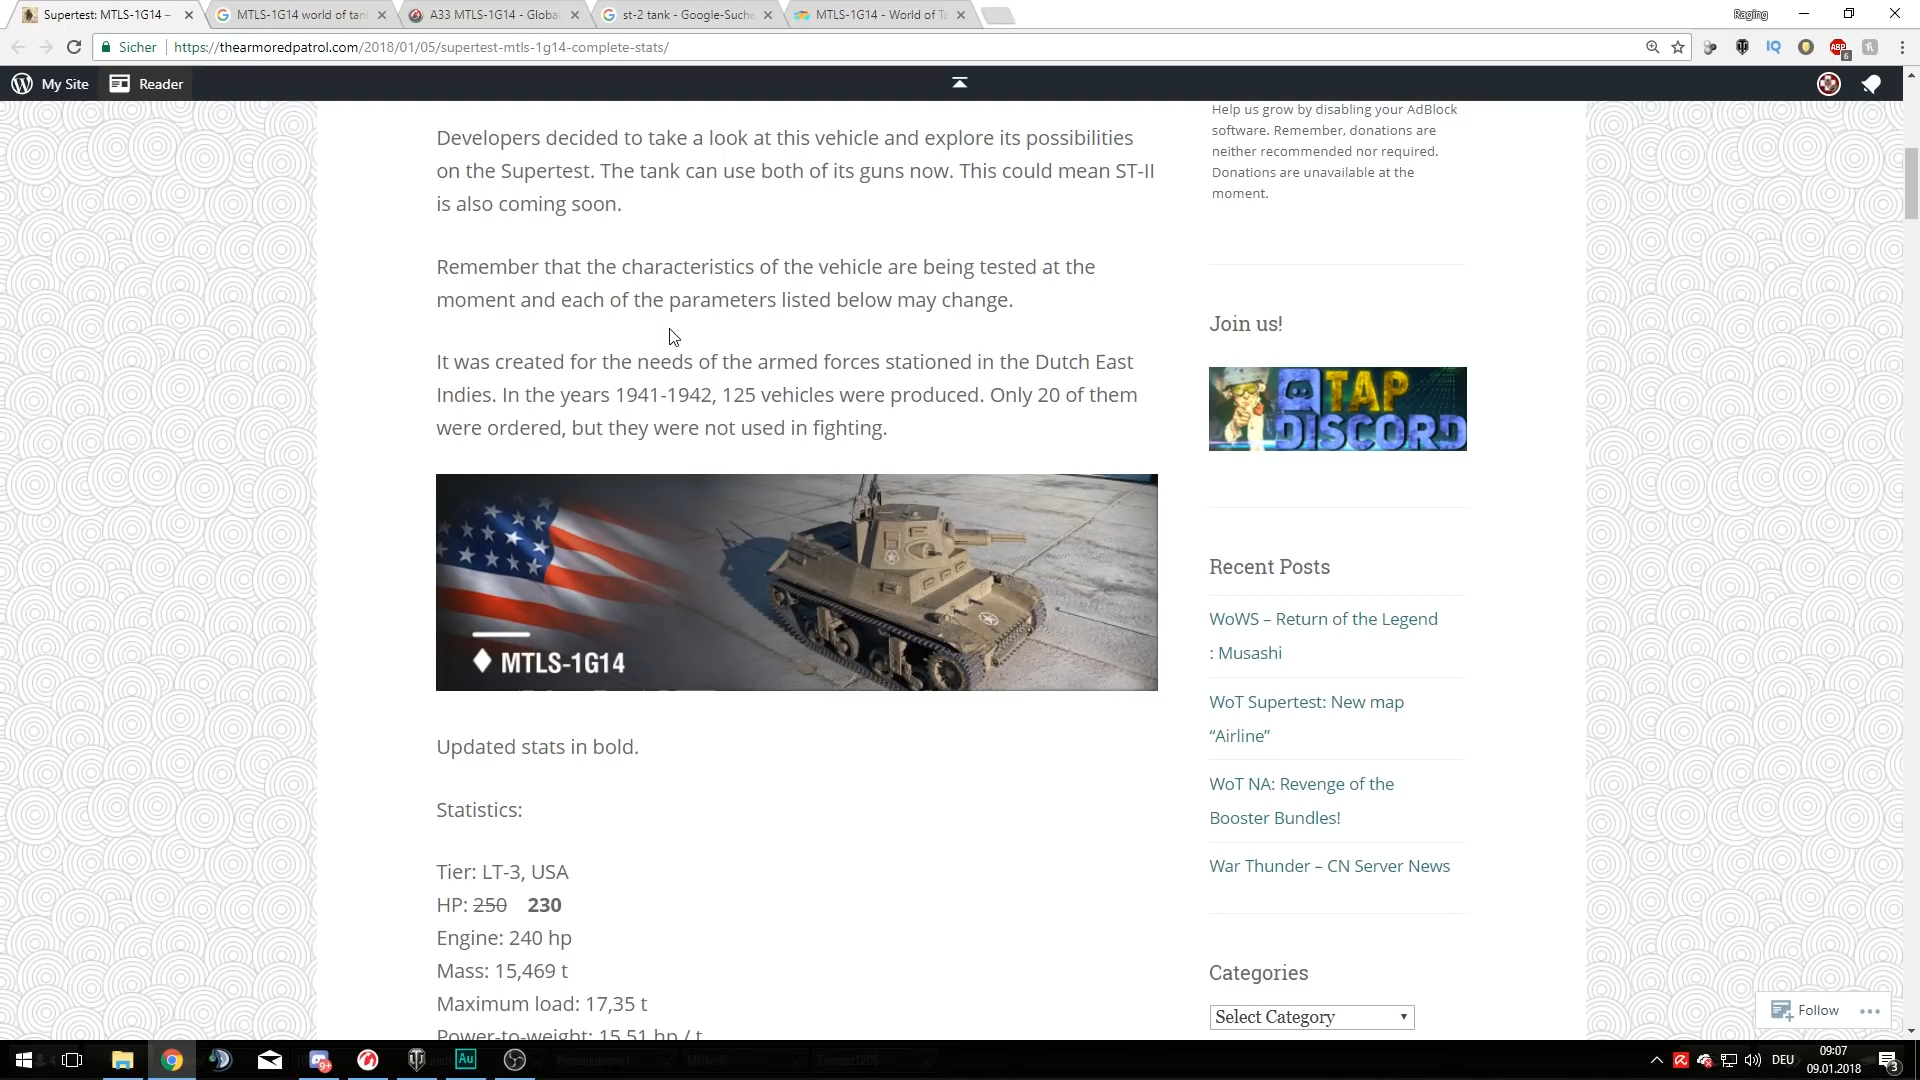 Supertest: MTLS-1G14 –
MTLS-1G14 world of tan
A33 MTLS-1G14 - Globa
st-2 tank - Google-Suche
MTLS-1G14 - World of Ta
Raging
Sicher
https://thearmoredpatrol.com/2018/01/05/supertest-mtls-1g14-complete-stats/
My Site
Reader
Developers decided to take a look at this vehicle and explore its possibilities
on the Supertest. The tank can use both of its guns now. This could mean ST-II
is also coming soon.
Remember that the characteristics of the vehicle are being tested at the
moment and each of the parameters listed below may change.
It was created for the needs of the armed forces stationed in the Dutch East
Indies. In the years 1941-1942, 125 vehicles were produced. Only 20 of them
were ordered, but they were not used in fighting.
MTLS-1G14
Updated stats in bold.
Statistics:
Tier: LT-3, USA
HP: 250 230
Engine: 240 hp
Mass: 15,469 t
Maximum load: 17,35 t
Power-to-weight: 15,51 hp / t
Help us grow by disabling your AdBlock
software. Remember, donations are
neither recommended nor required.
Donations are unavailable at the
moment.
Join us!
TAP
DISCORD
Recent Posts
WoWS – Return of the Legend
: Musashi
WoT Supertest: New map
“Airline”
WoT NA: Revenge of the
Booster Bundles!
War Thunder – CN Server News
Categories
Select Category
Follow
DEU
09:07
09.01.2018
3